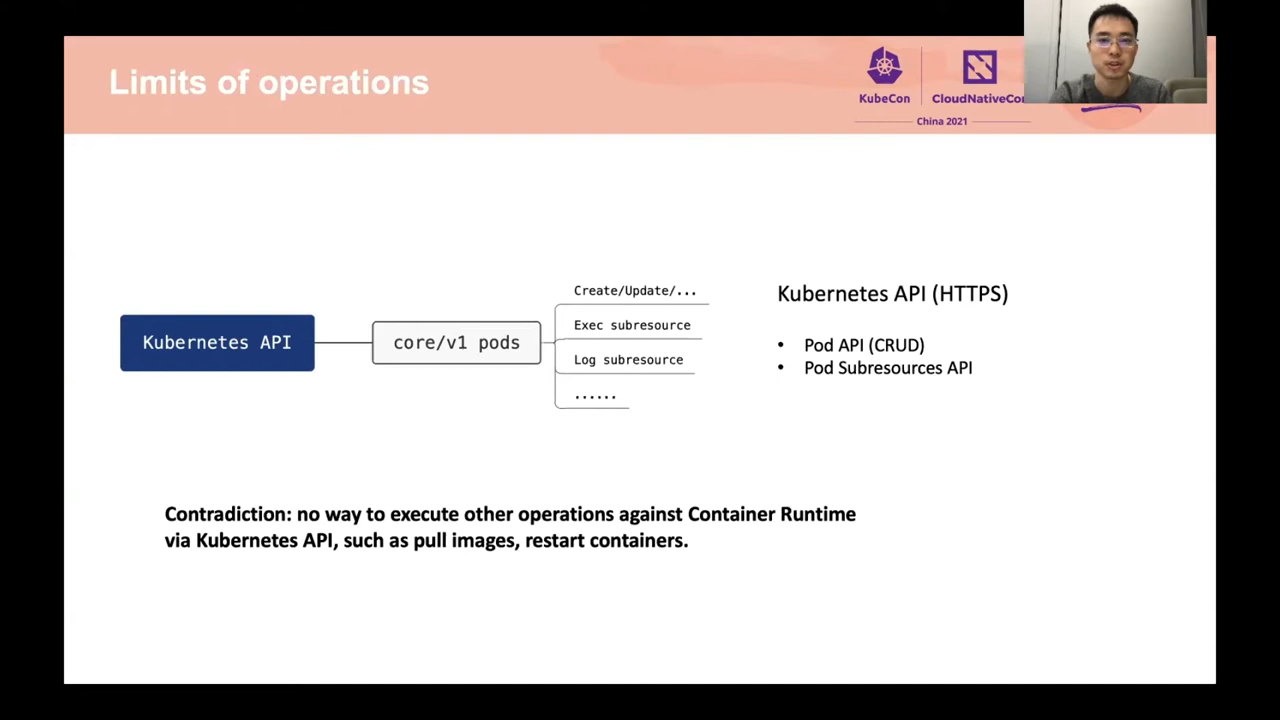 Limits of operations
KubeCon
CloudNativeCo
China 2021
Kubernetes API
core/v1 pods
Create/Update/...
Exec subresource
Log subresource
......
Kubernetes API (HTTPS)
• Pod API (CRUD)
• Pod Subresources API
Contradiction: no way to execute other operations against Container Runtime
via Kubernetes API, such as pull images, restart containers.